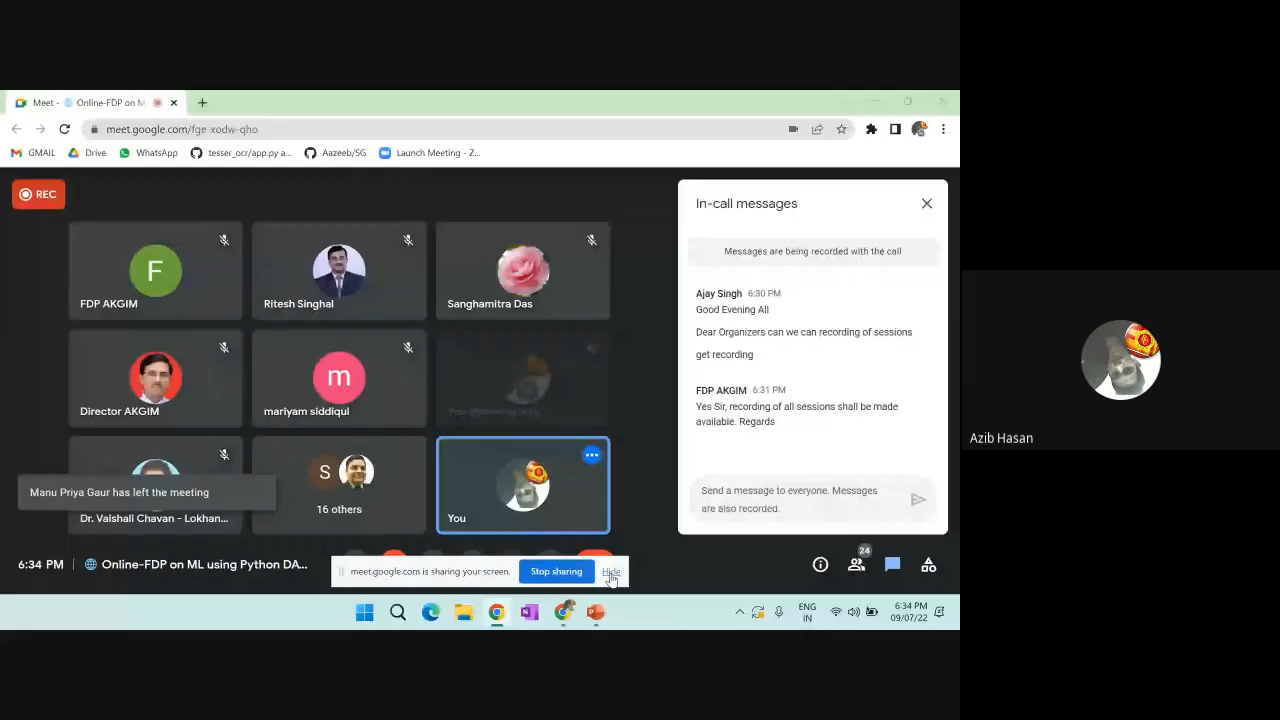 Meet - Online-FDP on M
meet.google.com/fge-xodw-qho
GMAIL Drive WhatsApp tesser_ocr/app.py a... Aazeeb/SG Launch Meeting - Z...
REC
F
FDP AKGIM
Ritesh Singhal
Sanghamitra Das
Director AKGIM
m
mariyam siddiqui
Manu Priya Gaur has left the meeting
Dr. Vaishali Chavan - Lokhan...
S
16 others
You
In-call messages
Messages are being recorded with the call
Ajay Singh 6:30 PM
Good Evening All
Dear Organizers can we can recording of sessions
get recording
FDP AKGIM 6:31 PM
Yes Sir, recording of all sessions shall be made
available. Regards
Send a message to everyone. Messages
are also recorded.
6:34 PM | Online-FDP on ML using Python DA...
meet.google.com is sharing your screen. Stop sharing Hide
24
ENG
IN
6:34 PM
09/07/22
Azib Hasan